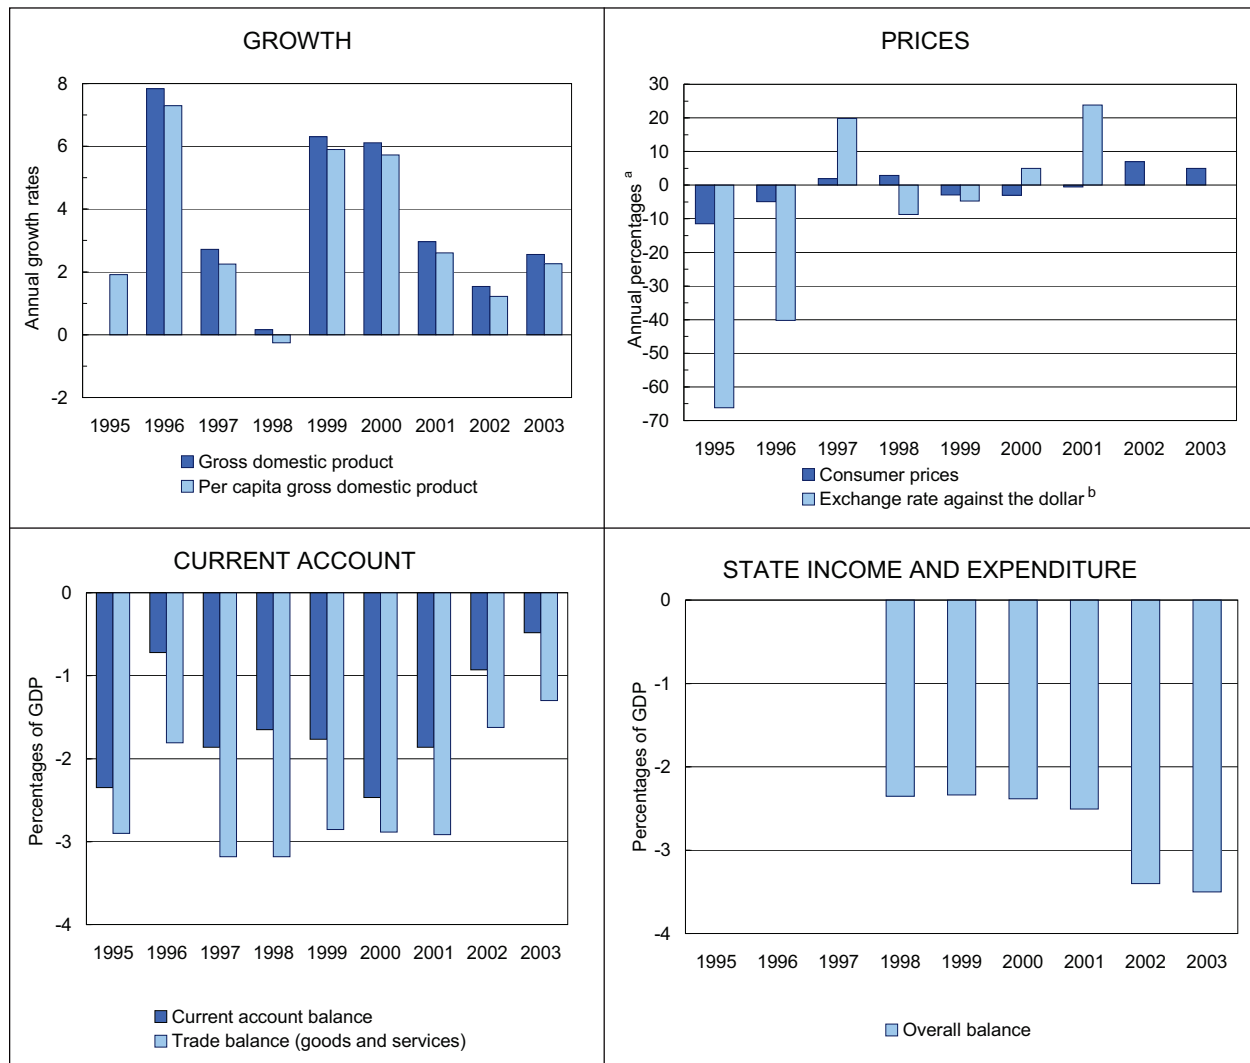 GROWTH
Annual growth rates
8
6
4
2
0
-2
1995 1996 1997 1998 1999 2000 2001 2002 2003
Gross domestic product
Per capita gross domestic product
PRICES
Annual percentages a
30
20
10
0
-10
-20
-30
-40
-50
-60
-70
1995 1996 1997 1998 1999 2000 2001 2002 2003
Consumer prices
Exchange rate against the dollar b
CURRENT ACCOUNT
Percentages of GDP
0
-1
-2
-3
-4
1995 1996 1997 1998 1999 2000 2001 2002 2003
Current account balance
Trade balance (goods and services)
STATE INCOME AND EXPENDITURE
Percentages of GDP
0
-1
-2
-3
-4
1995 1996 1997 1998 1999 2000 2001 2002 2003
Overall balance